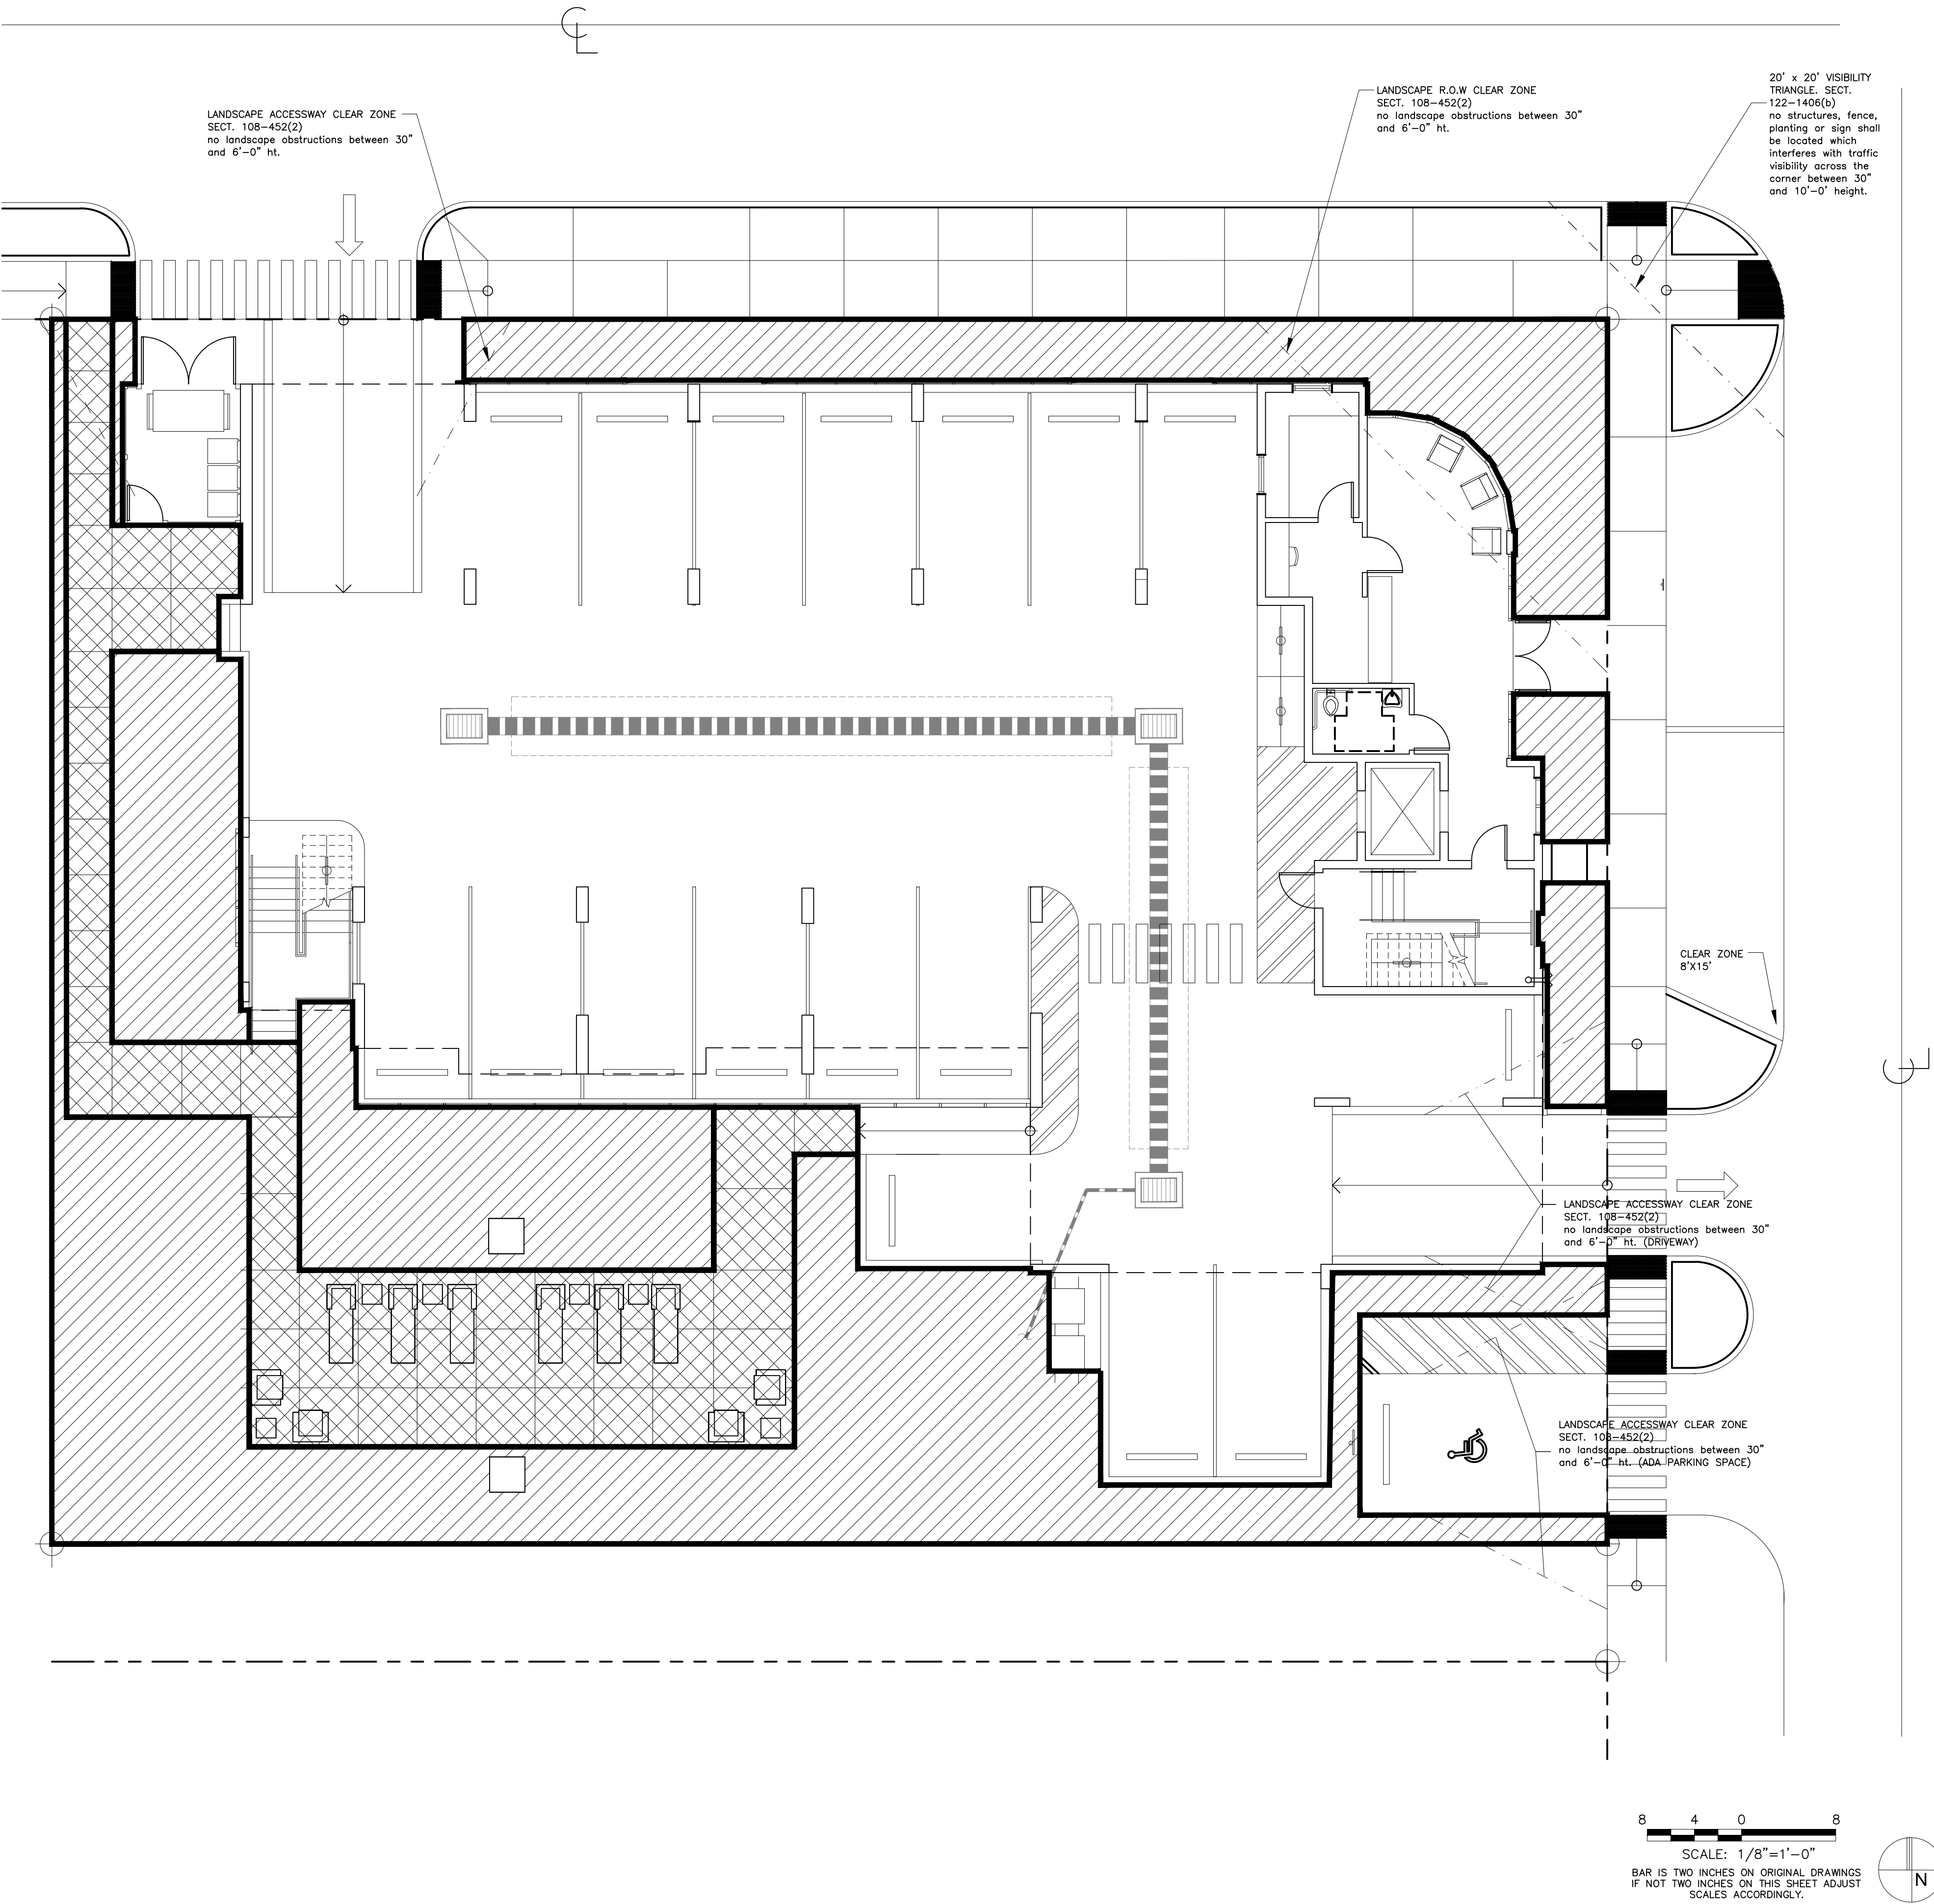 20' x 20' VISIBILITY
TRIANGLE. SECT.
122-1406(b)
no structures, fence,
planting or sign shall
be located which
interferes with traffic
visibility across the
corner between 30"
and 10'-0' height.
LANDSCAPE R.O.W CLEAR ZONE
SECT. 108-452(2)
no landscape obstructions between 30"
and 6'-0" ht.
LANDSCAPE ACCESSWAY CLEAR ZONE
SECT. 108-452(2)
no landscape obstructions between 30"
and 6'-0" ht.
CLEAR ZONE
8'X15'
LANDSCAPE ACCESSWAY CLEAR ZONE
SECT. 108-452(2)
no landscape obstructions between 30"
and 6'-0" ht. (DRIVEWAY)
LANDSCAPE ACCESSWAY CLEAR ZONE
SECT. 108-452(2)
no landscape obstructions between 30"
and 6'-0" ht. (ADA PARKING SPACE)
8 4 0 8
SCALE: 1/8"=1'-0"
BAR IS TWO INCHES ON ORIGINAL DRAWINGS
IF NOT TWO INCHES ON THIS SHEET ADJUST
SCALES ACCORDINGLY.
N